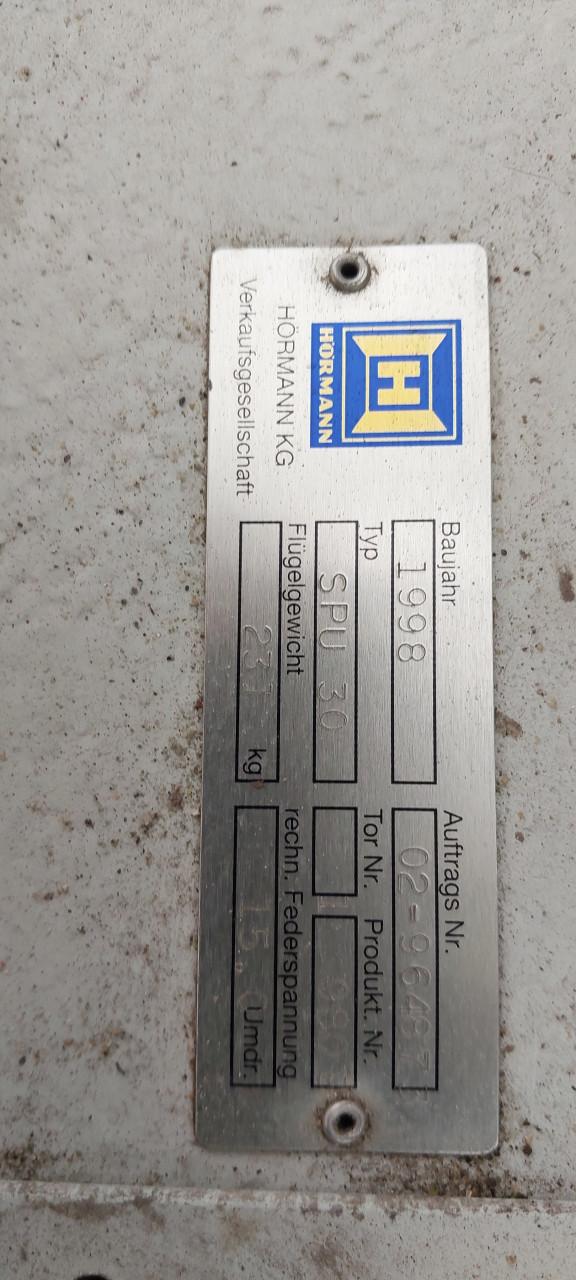 HÖRMANN
HÖRMANN KG
Verkaufsgesellschaft
Baujahr
1998
Auftrags Nr.
Typ
SPU 30
Tor Nr.
Produkt. Nr.
Flügelgewicht
kg
rechn. Federspannung
Umdr.